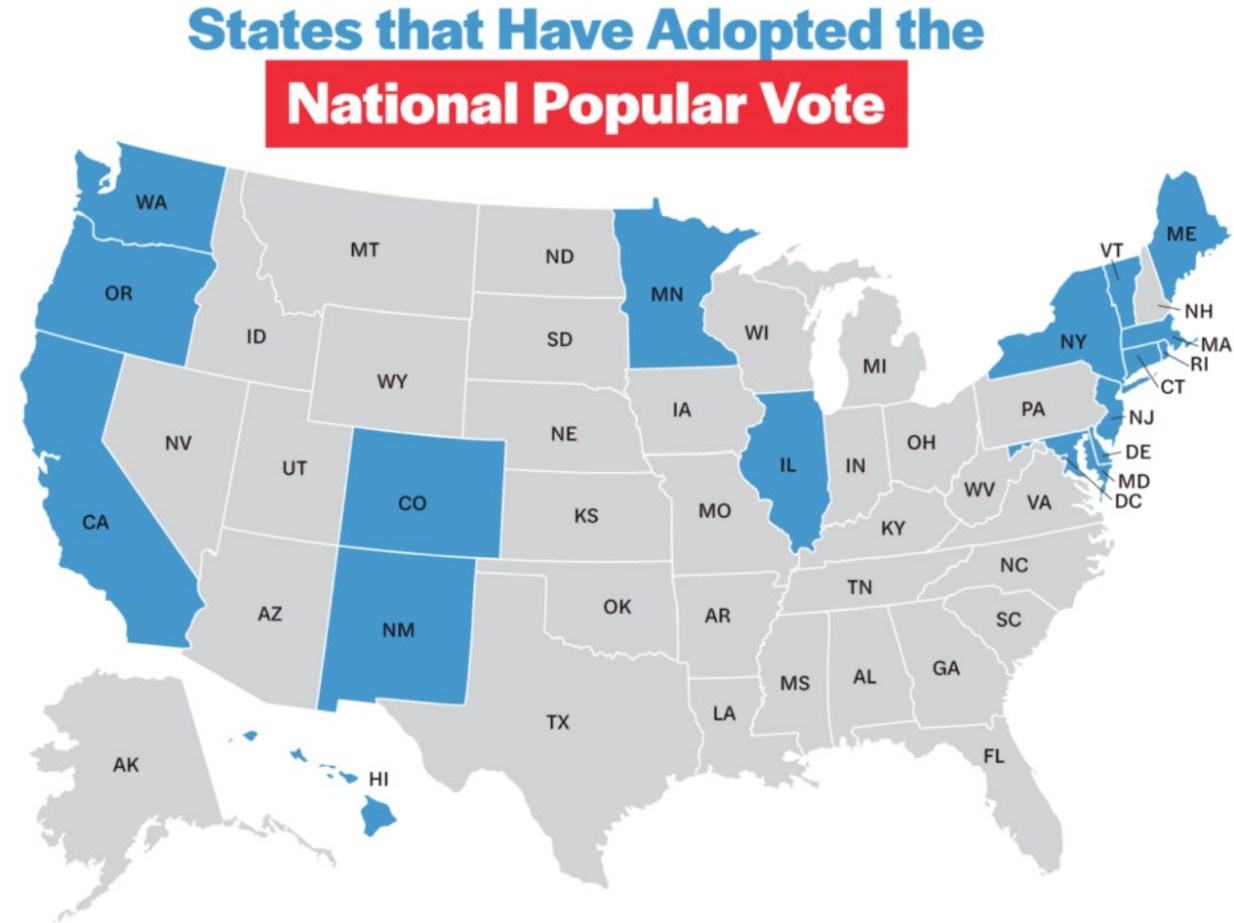 States that Have Adopted the
National Popular Vote
WA
MT
ND
MN
ME
VT
OR
NH
ID
SD
WI
NY
MA
RI
MI
WY
CT
IA
PA
NJ
NV
NE
OH
UT
IL
IN
DE
CO
WV
MD
DC
CA
KS
MO
VA
KY
NC
AZ
OK
AR
TN
SC
NM
MS
AL
GA
TX
LA
FL
AK
HI